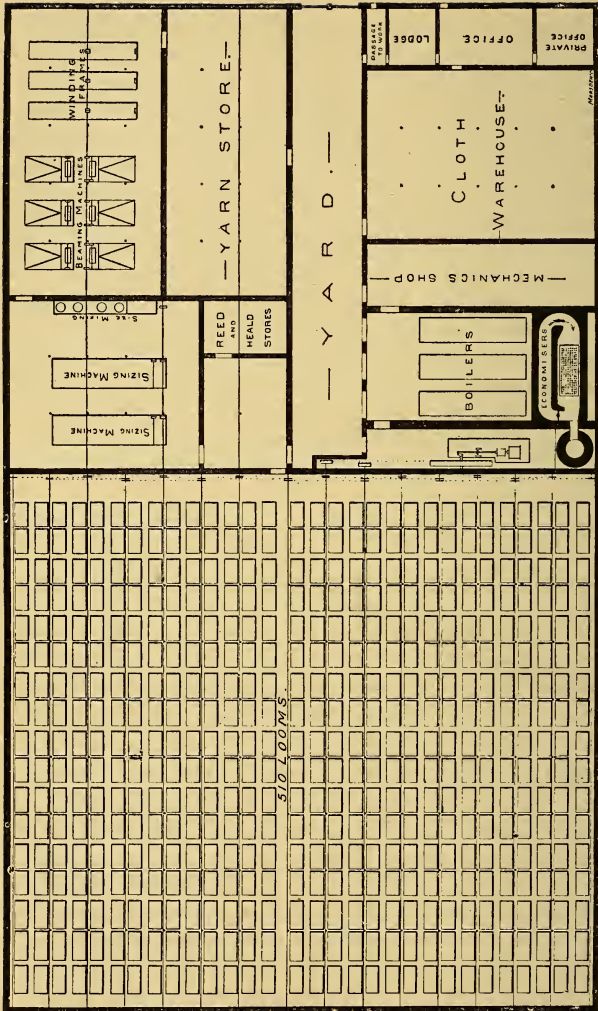 WINDING
FRAMES
BEAMING MACHINES
—YARN STORE.—
—YARD.—
PASSAGE
TO WORK
LODGE
OFFICE
PRIVATE
OFFICE
CLOTH
—WAREHOUSE—
—MECHANICS SHOP—
SIZE MIXING
SIZING MACHINE
SIZING MACHINE
REED
AND
HEALD
STORES
BOILERS
ECONOMISERS
510 LOOMS.